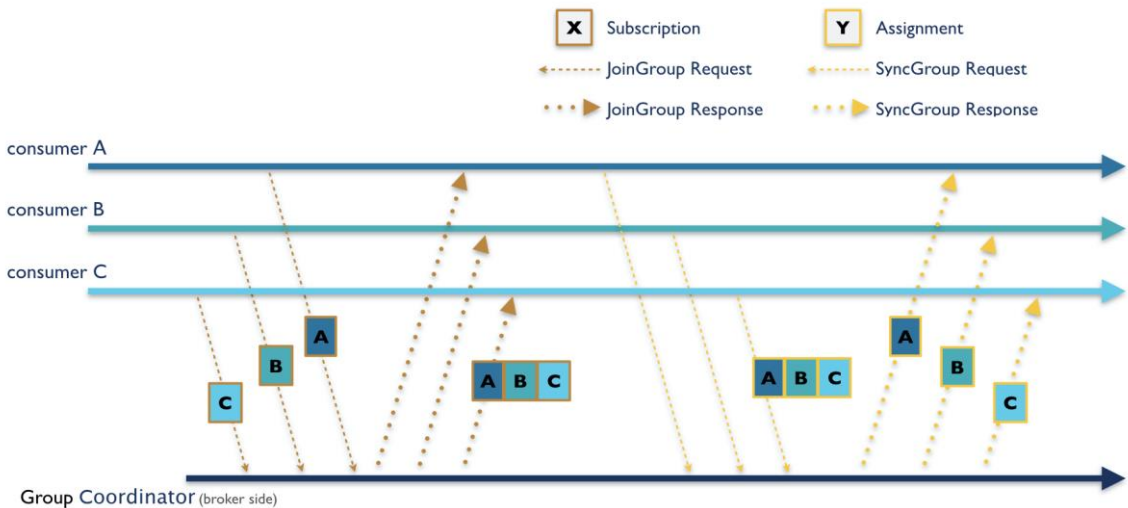 X Subscription Y Assignment
JoinGroup Request SyncGroup Request
JoinGroup Response SyncGroup Response
consumer A
consumer B
consumer C
A
B
C
A B C
A B C
A
B
C
Group Coordinator (broker side)